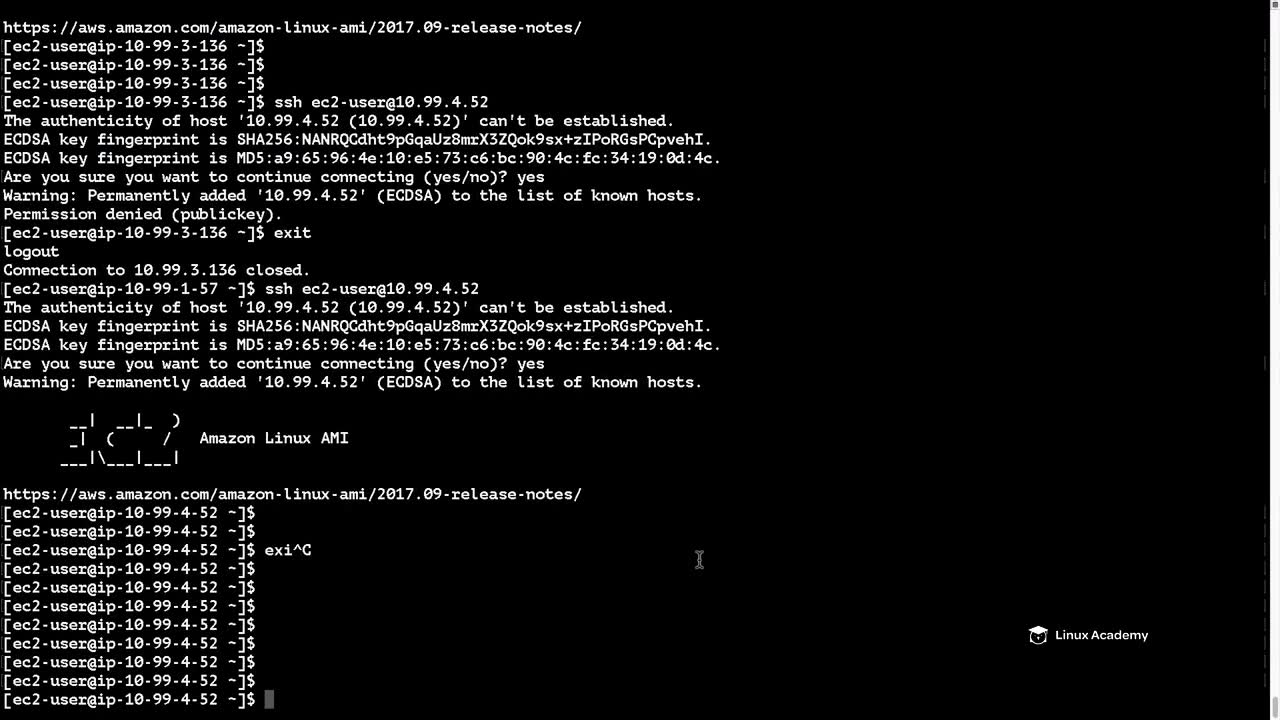 https://aws.amazon.com/amazon-linux-ami/2017.09-release-notes/
[ec2-user@ip-10-99-3-136 ~]$
[ec2-user@ip-10-99-3-136 ~]$
[ec2-user@ip-10-99-3-136 ~]$
[ec2-user@ip-10-99-3-136 ~]$ ssh ec2-user@10.99.4.52
The authenticity of host '10.99.4.52 (10.99.4.52)' can't be established.
ECDSA key fingerprint is SHA256:NANRQCdht9pGqaUz8mrX3ZQok9sx+zIPoRGsPCpvehI.
ECDSA key fingerprint is MD5:a9:65:96:4e:10:e5:73:c6:bc:90:4c:fc:34:19:0d:4c.
Are you sure you want to continue connecting (yes/no)? yes
Warning: Permanently added '10.99.4.52' (ECDSA) to the list of known hosts.
Permission denied (publickey).
[ec2-user@ip-10-99-3-136 ~]$ exit
logout
Connection to 10.99.3.136 closed.
[ec2-user@ip-10-99-1-57 ~]$ ssh ec2-user@10.99.4.52
The authenticity of host '10.99.4.52 (10.99.4.52)' can't be established.
ECDSA key fingerprint is SHA256:NANRQCdht9pGqaUz8mrX3ZQok9sx+zIPoRGsPCpvehI.
ECDSA key fingerprint is MD5:a9:65:96:4e:10:e5:73:c6:bc:90:4c:fc:34:19:0d:4c.
Are you sure you want to continue connecting (yes/no)? yes
Warning: Permanently added '10.99.4.52' (ECDSA) to the list of known hosts.
       __|  __|_  )
       _|  (     /   Amazon Linux AMI
      ___|\___|___|
https://aws.amazon.com/amazon-linux-ami/2017.09-release-notes/
[ec2-user@ip-10-99-4-52 ~]$
[ec2-user@ip-10-99-4-52 ~]$
[ec2-user@ip-10-99-4-52 ~]$ exi^C
[ec2-user@ip-10-99-4-52 ~]$
[ec2-user@ip-10-99-4-52 ~]$
[ec2-user@ip-10-99-4-52 ~]$
[ec2-user@ip-10-99-4-52 ~]$
[ec2-user@ip-10-99-4-52 ~]$
[ec2-user@ip-10-99-4-52 ~]$
[ec2-user@ip-10-99-4-52 ~]$
[ec2-user@ip-10-99-4-52 ~]$
Linux Academy